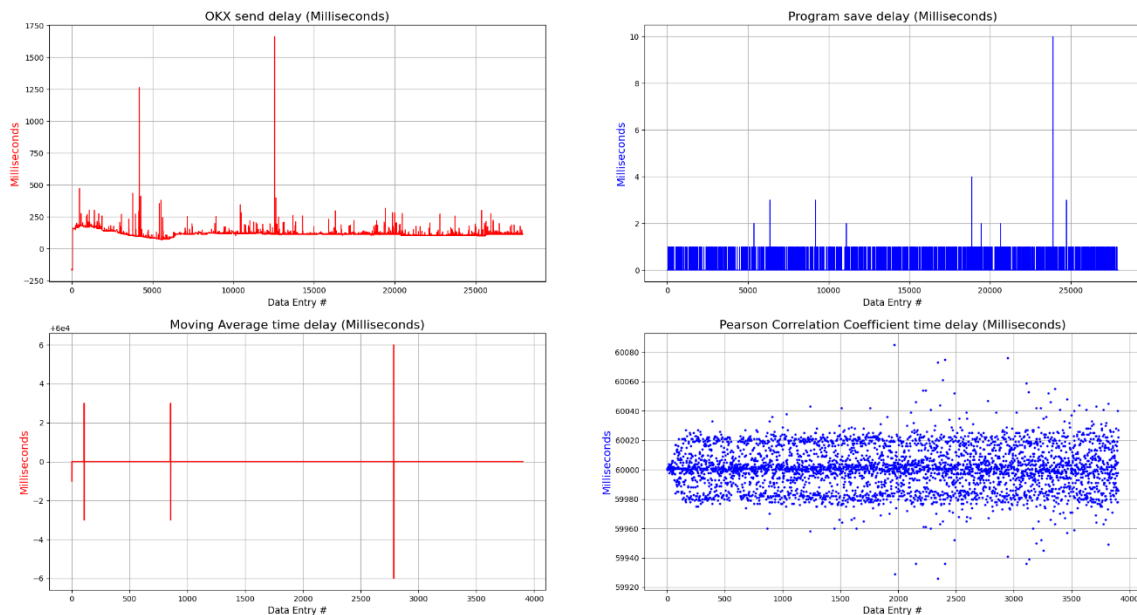 OKX send delay (Milliseconds)
1750
1500
1250
1000
750
500
250
0
−250
Milliseconds
0 5000 10000 15000 20000 25000
Data Entry #
Program save delay (Milliseconds)
10
8
6
4
2
0
Milliseconds
0 5000 10000 15000 20000 25000
Data Entry #
Moving Average time delay (Milliseconds)
+6e4
6
4
2
0
−2
−4
−6
Milliseconds
0 500 1000 1500 2000 2500 3000 3500 4000
Data Entry #
Pearson Correlation Coefficient time delay (Milliseconds)
60080
60060
60040
60020
60000
59980
59960
59940
59920
Milliseconds
0 500 1000 1500 2000 2500 3000 3500 4000
Data Entry #